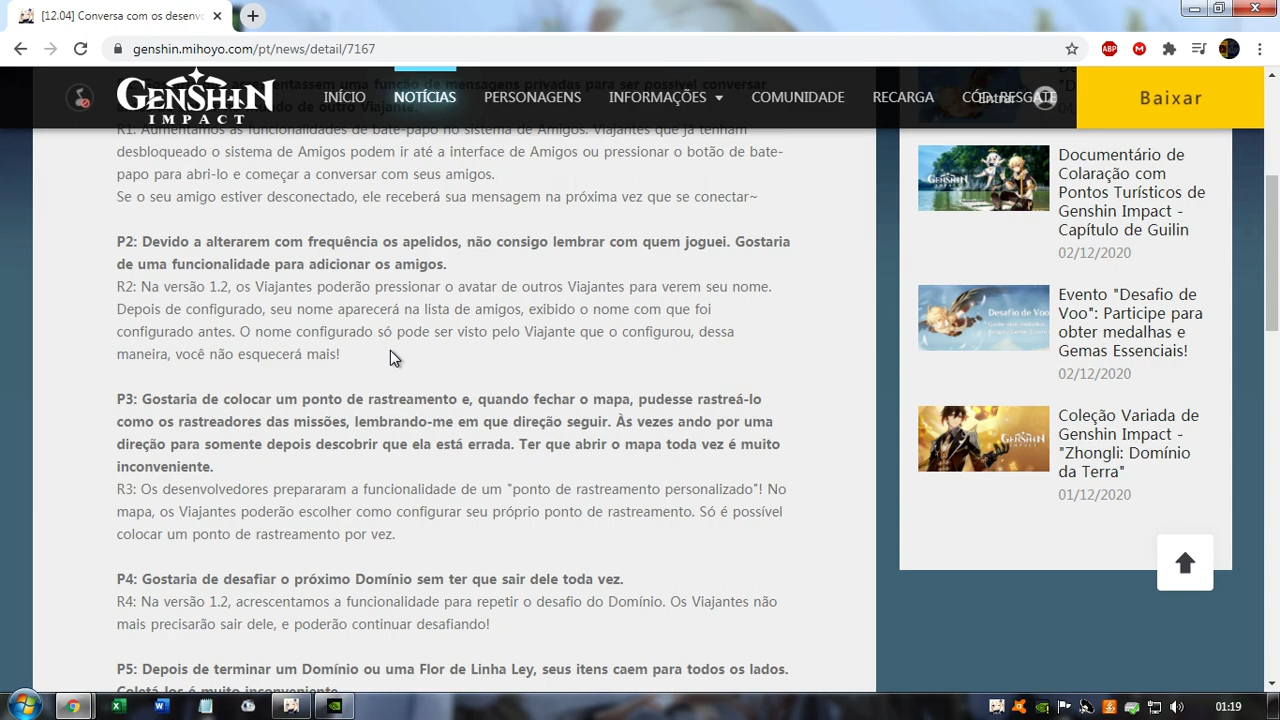 [12.04] Conversa com os desenvo
genshin.mihoyo.com/pt/news/detail/7167
ABP
GENSHIN
IMPACT
INÍCIO
NOTÍCIAS
PERSONAGENS
INFORMAÇÕES
COMUNIDADE
RECARGA
Entrar
Baixar
R1: Aumentamos as funcionalidades de bate-papo no sistema de Amigos. Viajantes que já tenham
desbloqueado o sistema de Amigos podem ir até a interface de Amigos ou pressionar o botão de bate-
papo para abri-lo e começar a conversar com seus amigos.
Se o seu amigo estiver desconectado, ele receberá sua mensagem na próxima vez que se conectar~
P2: Devido a alterarem com frequência os apelidos, não consigo lembrar com quem joguei. Gostaria
de uma funcionalidade para adicionar os amigos.
R2: Na versão 1.2, os Viajantes poderão pressionar o avatar de outros Viajantes para verem seu nome.
Depois de configurado, seu nome aparecerá na lista de amigos, exibido o nome com que foi
configurado antes. O nome configurado só pode ser visto pelo Viajante que o configurou, dessa
maneira, você não esquecerá mais!
P3: Gostaria de colocar um ponto de rastreamento e, quando fechar o mapa, pudesse rastreá-lo
como os rastreadores das missões, lembrando-me em que direção seguir. Às vezes ando por uma
direção para somente depois descobrir que ela está errada. Ter que abrir o mapa toda vez é muito
inconveniente.
R3: Os desenvolvedores prepararam a funcionalidade de um "ponto de rastreamento personalizado"! No
mapa, os Viajantes poderão escolher como configurar seu próprio ponto de rastreamento. Só é possível
colocar um ponto de rastreamento por vez.
P4: Gostaria de desafiar o próximo Domínio sem ter que sair dele toda vez.
R4: Na versão 1.2, acrescentamos a funcionalidade para repetir o desafio do Domínio. Os Viajantes não
mais precisarão sair dele, e poderão continuar desafiando!
P5: Depois de terminar um Domínio ou uma Flor de Linha Ley, seus itens caem para todos os lados.
Coletá-los é muito inconveniente.
Documentário de
Colaração com
Pontos Turísticos de
Genshin Impact -
Capítulo de Guilin
02/12/2020
Desafio de Voo
Evento "Desafio de
Voo": Participe para
obter medalhas e
Gemas Essenciais!
02/12/2020
GENSHIN
Coleção Variada de
Genshin Impact -
"Zhongli: Domínio
da Terra"
01/12/2020
01:19